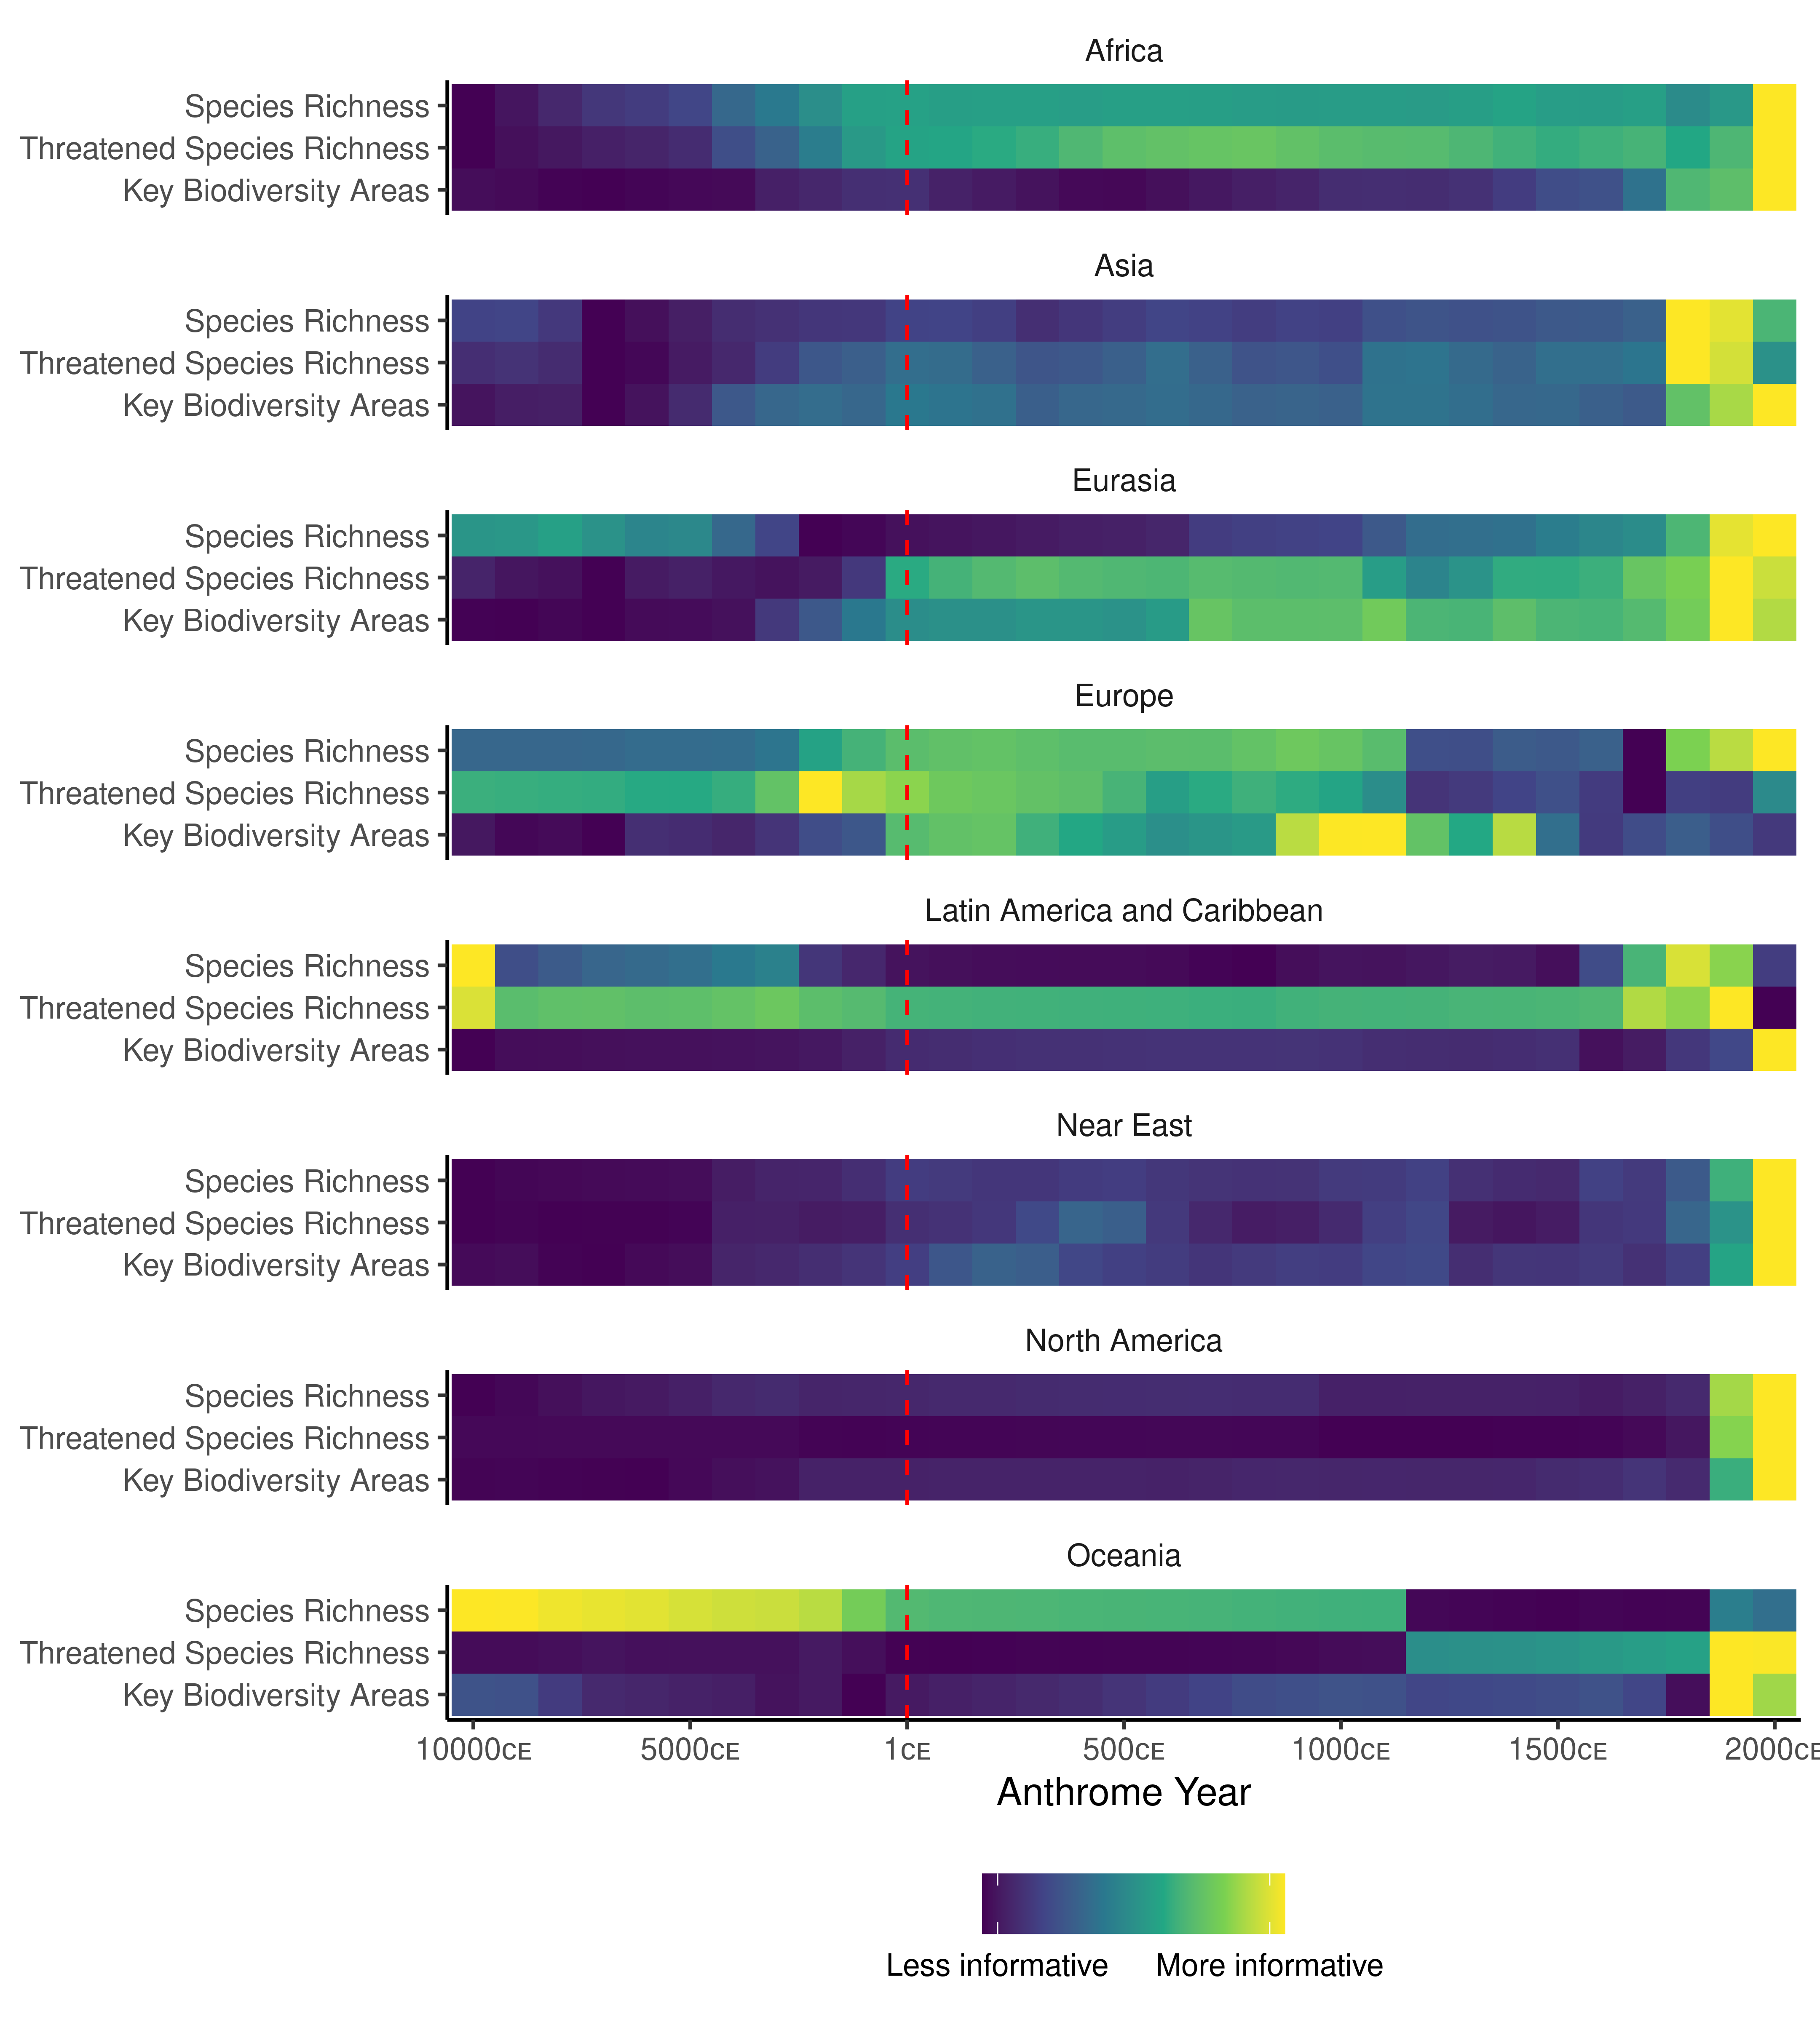 Africa
Species Richness
Threatened Species Richness
Key Biodiversity Areas
Asia
Species Richness
Threatened Species Richness
Key Biodiversity Areas
Eurasia
Species Richness
Threatened Species Richness
Key Biodiversity Areas
Europe
Species Richness
Threatened Species Richness
Key Biodiversity Areas
Latin America and Caribbean
Species Richness
Threatened Species Richness
Key Biodiversity Areas
Near East
Species Richness
Threatened Species Richness
Key Biodiversity Areas
North America
Species Richness
Threatened Species Richness
Key Biodiversity Areas
Oceania
Species Richness
Threatened Species Richness
Key Biodiversity Areas
10000CE 5000CE 1CE 500CE 1000CE 1500CE 2000CE
Anthrome Year
Less informative More informative